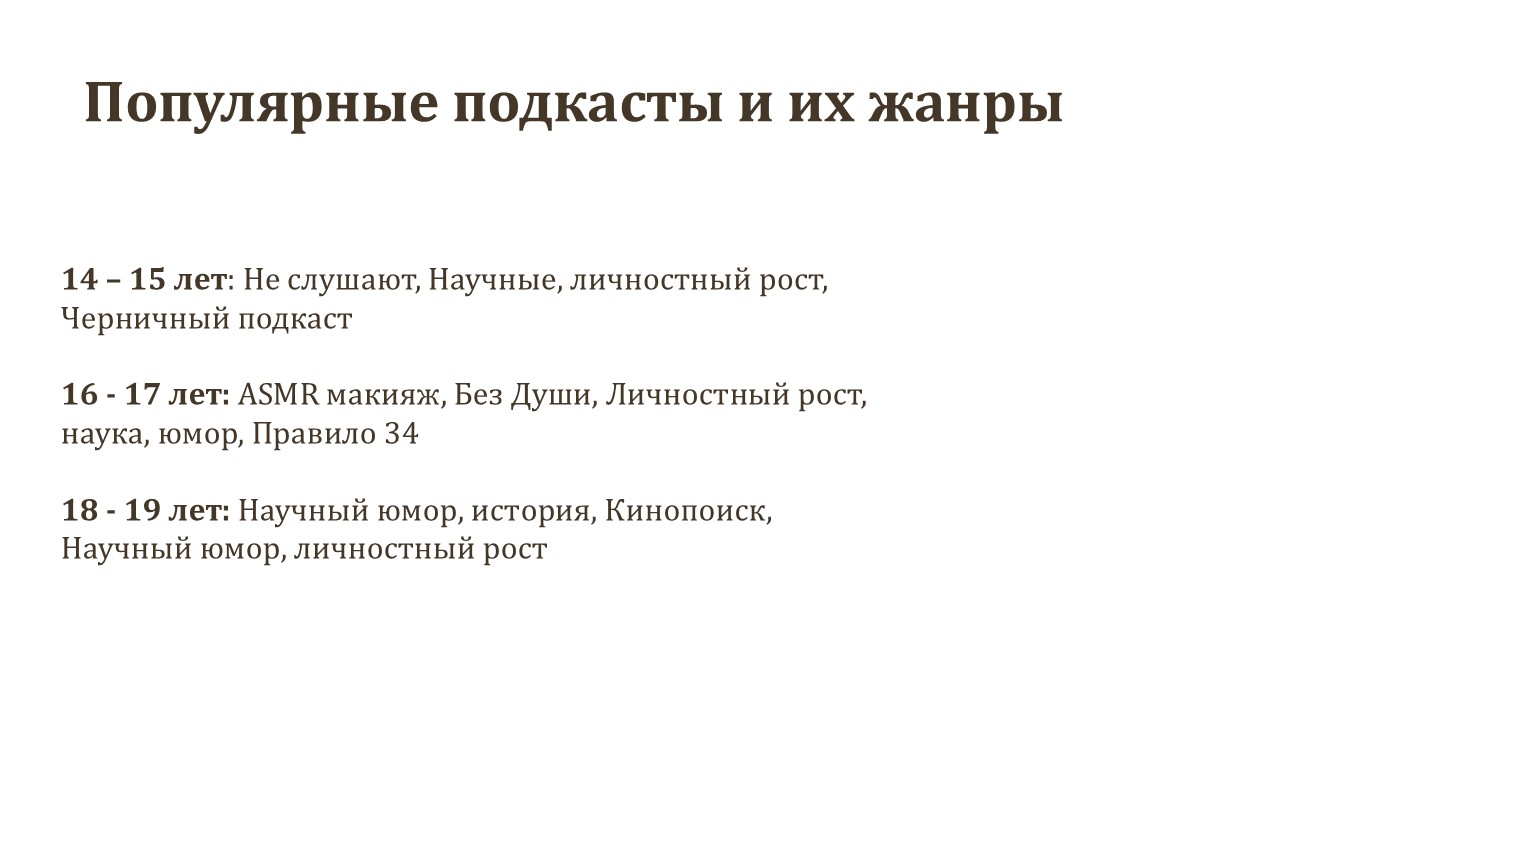 Популярные подкасты и их жанры
14 – 15 лет: Не слушают, Научные, личностный рост,
Черничный подкаст
16 - 17 лет: ASMR макияж, Без Души, Личностный рост,
наука, юмор, Правило 34
18 - 19 лет: Научный юмор, история, Кинопоиск,
Научный юмор, личностный рост